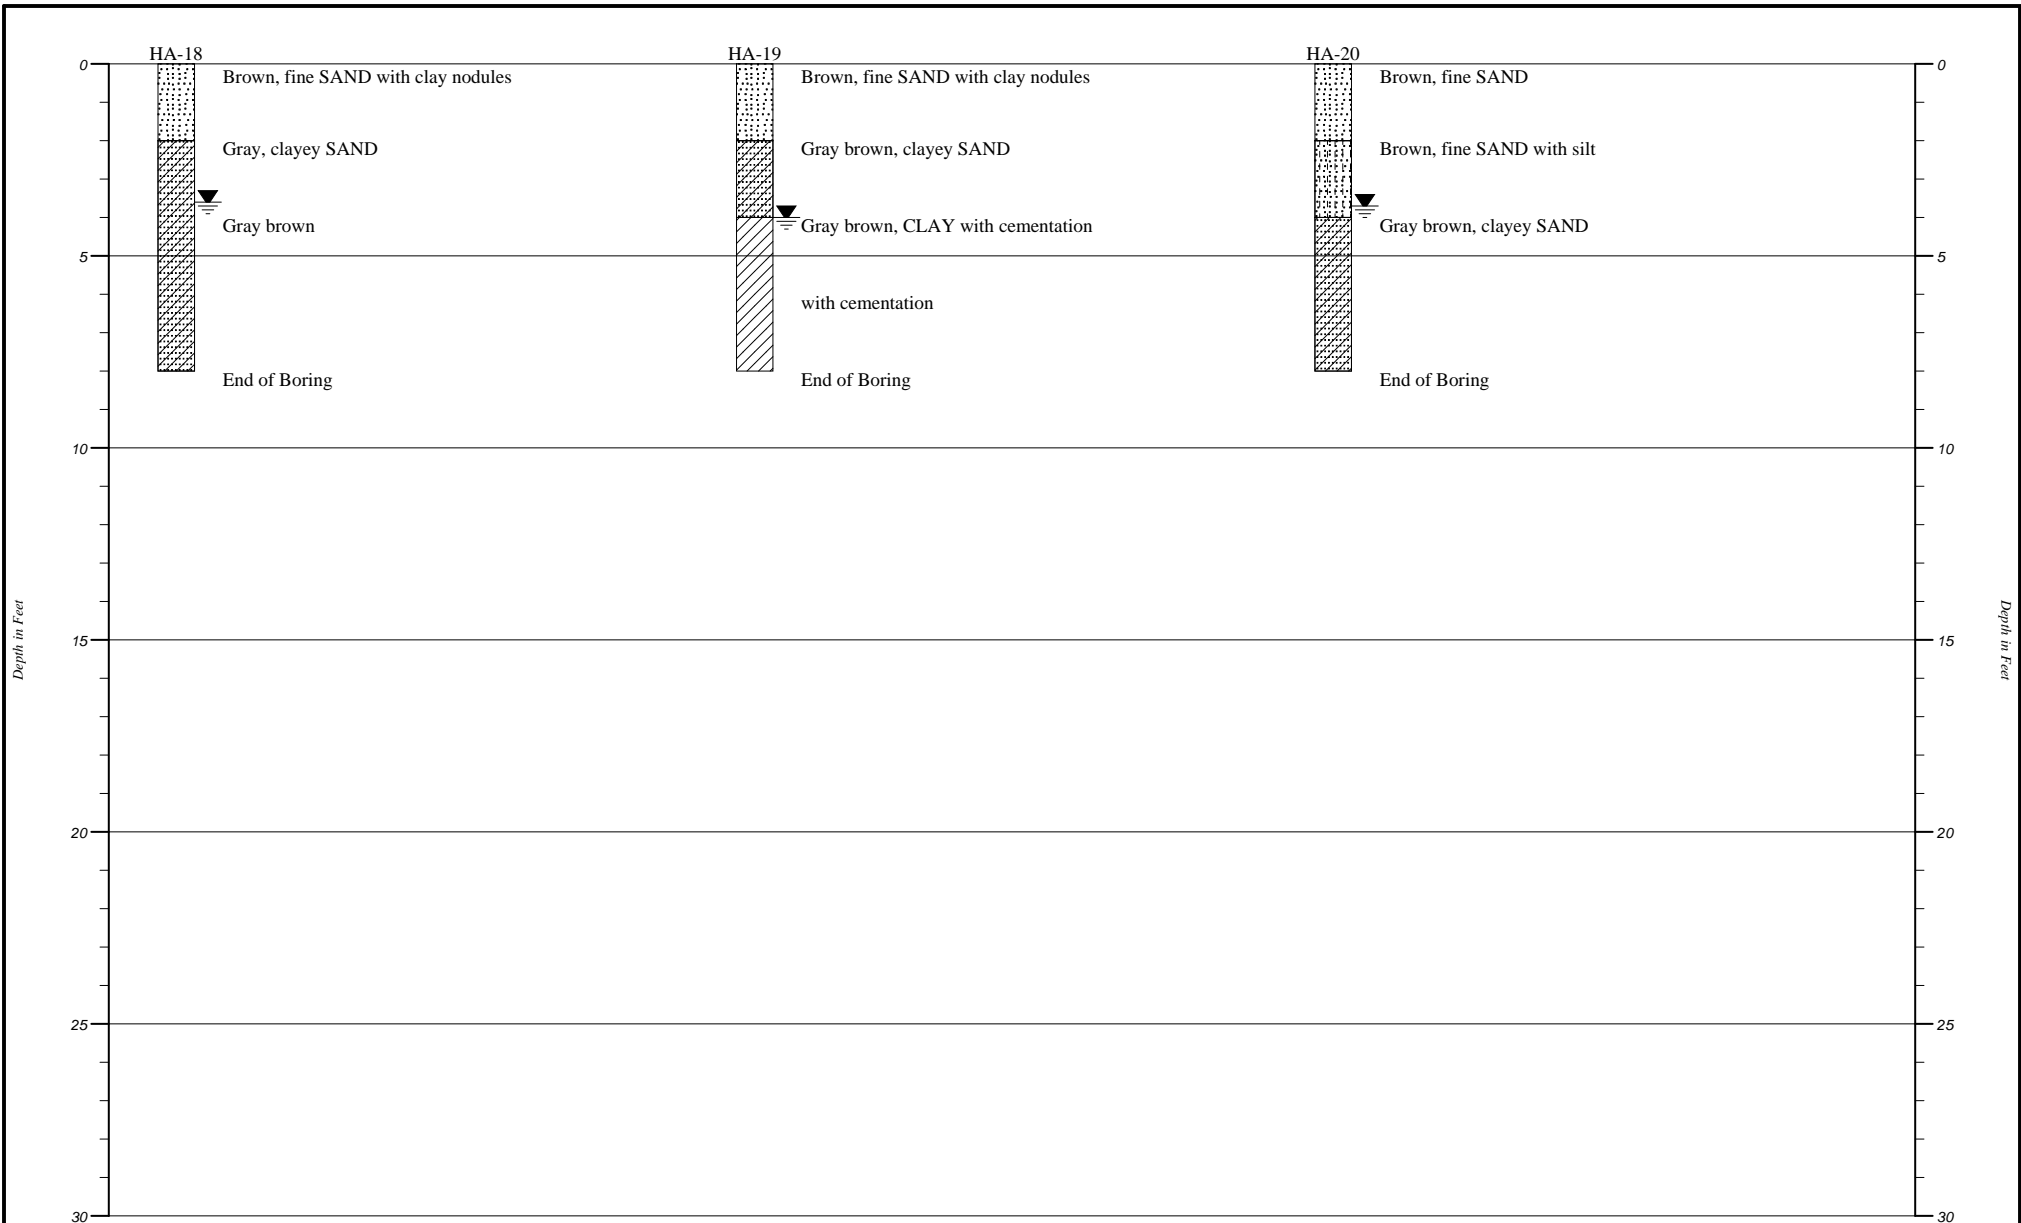 HA-18
HA-19
HA-20
0
0
Brown, fine SAND with clay nodules
Brown, fine SAND with clay nodules
Brown, fine SAND
Gray, clayey SAND
Gray brown, clayey SAND
Brown, fine SAND with silt
Gray brown
Gray brown, CLAY with cementation
Gray brown, clayey SAND
5
5
with cementation
End of Boring
End of Boring
End of Boring
10
10
Depth in Feet
Depth in Feet
15
15
20
20
25
25
30
30